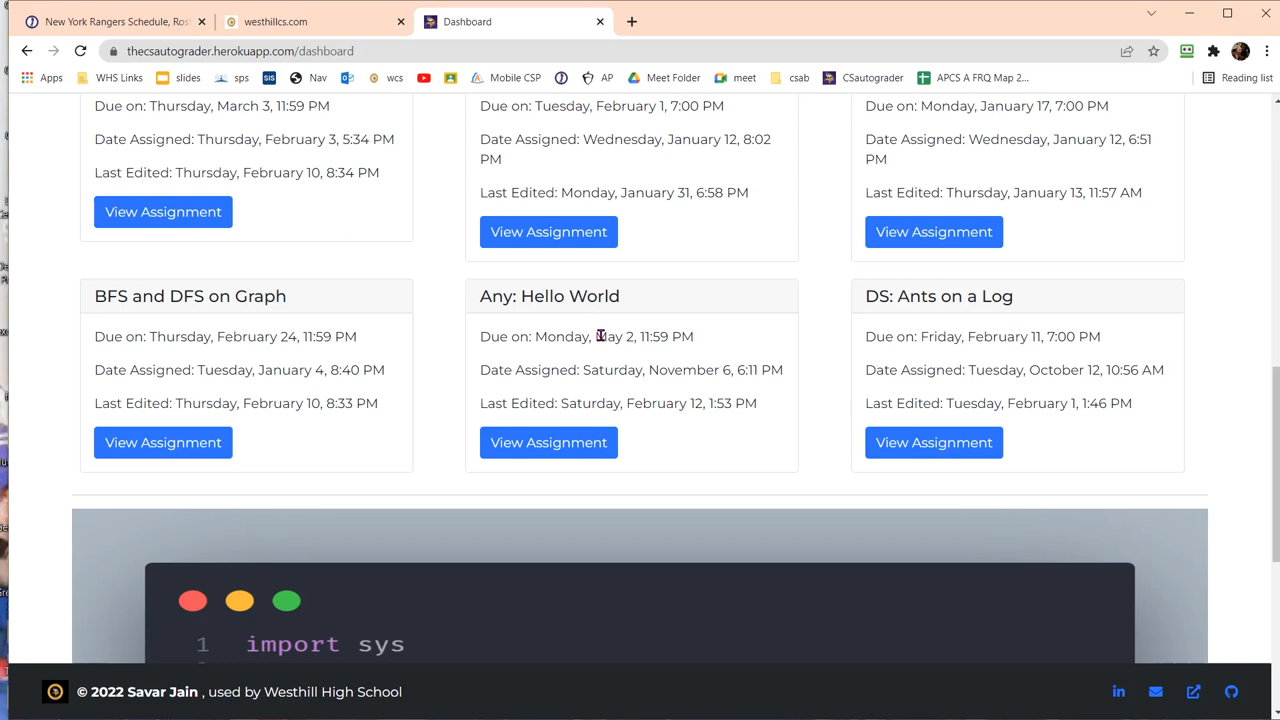 New York Rangers Schedule, Ros
westhillcs.com
Dashboard
thecsautograder.herokuapp.com/dashboard
Apps
WHS Links
slides
sps
SIS
Nav
wcs
Mobile CSP
AP
Meet Folder
meet
csab
CSautograder
APCS A FRQ Map 2...
Reading list
Due on: Thursday, March 3, 11:59 PM
Date Assigned: Thursday, February 3, 5:34 PM
Last Edited: Thursday, February 10, 8:34 PM
View Assignment
Due on: Tuesday, February 1, 7:00 PM
Date Assigned: Wednesday, January 12, 8:02
PM
Last Edited: Monday, January 31, 6:58 PM
View Assignment
Due on: Monday, January 17, 7:00 PM
Date Assigned: Wednesday, January 12, 6:51
PM
Last Edited: Thursday, January 13, 11:57 AM
View Assignment
BFS and DFS on Graph
Due on: Thursday, February 24, 11:59 PM
Date Assigned: Tuesday, January 4, 8:40 PM
Last Edited: Thursday, February 10, 8:33 PM
View Assignment
Any: Hello World
Due on: Monday, May 2, 11:59 PM
Date Assigned: Saturday, November 6, 6:11 PM
Last Edited: Saturday, February 12, 1:53 PM
View Assignment
DS: Ants on a Log
Due on: Friday, February 11, 7:00 PM
Date Assigned: Tuesday, October 12, 10:56 AM
Last Edited: Tuesday, February 1, 1:46 PM
View Assignment
1 import sys
© 2022 Savar Jain , used by Westhill High School